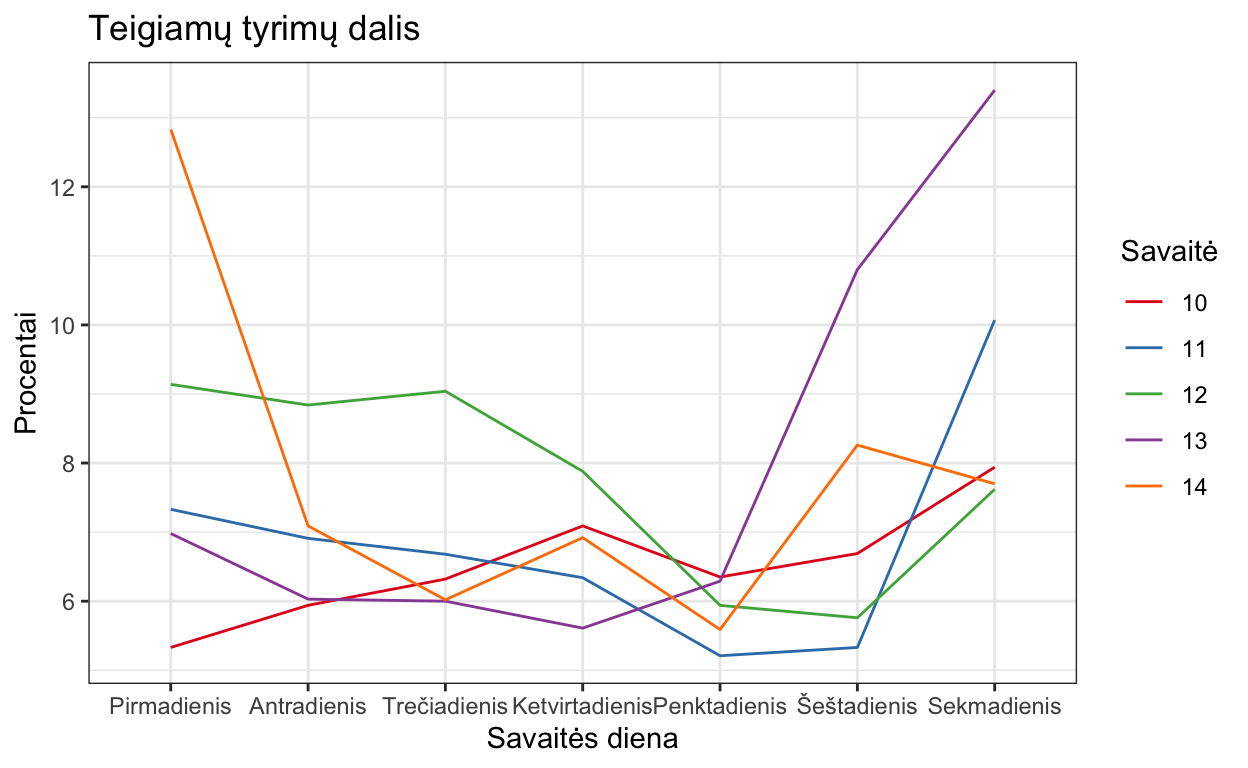 Teigiamų tyrimų dalis
Procentai
12
10
8
6
Pirmadienis Antradienis Trečiadienis Ketvirtadienis Penktadienis Šeštadienis Sekmadienis
Savaitės diena
Savaitė
10
11
12
13
14